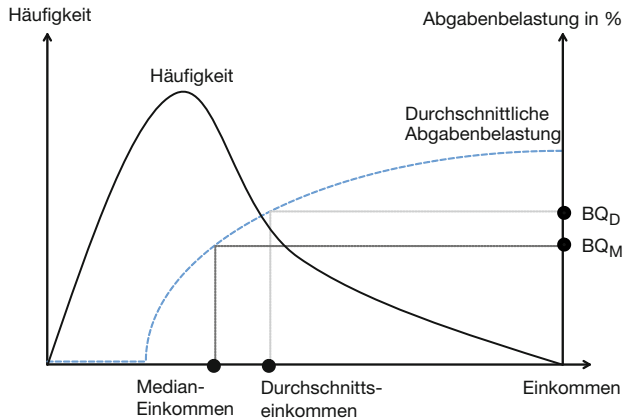 Häufigkeit
Abgabenbelastung in %
Häufigkeit
Durchschnittliche
Abgabenbelastung
BQD
BQM
Median-
Einkommen
Durchschnitts-
einkommen
Einkommen